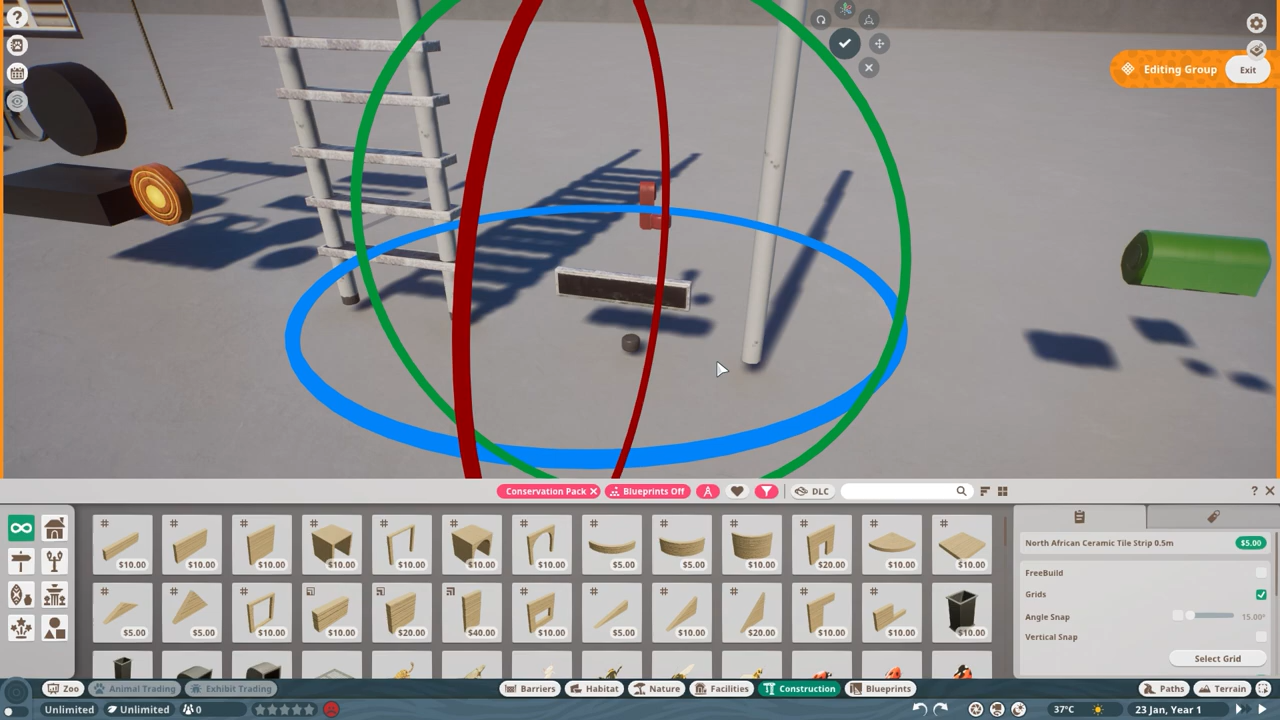 ?
Editing Group Exit
Conservation Pack × Blueprints Off DLC ? ×
$10.00 $10.00 $10.00 $10.00 $10.00 $10.00 $10.00 $5.00 $5.00 $10.00 $20.00 $10.00 $10.00
$5.00 $5.00 $10.00 $10.00 $20.00 $40.00 $10.00 $5.00 $10.00 $20.00 $10.00 $10.00 $10.00
North African Ceramic Tile Strip 0.5m $5.00
FreeBuild
Grids
Angle Snap 15.00°
Vertical Snap
Select Grid
Zoo Animal Trading Exhibit Trading Barriers Habitat Nature Facilities Construction Blueprints Paths Terrain
Unlimited Unlimited 0 37°C 23 Jan, Year 1